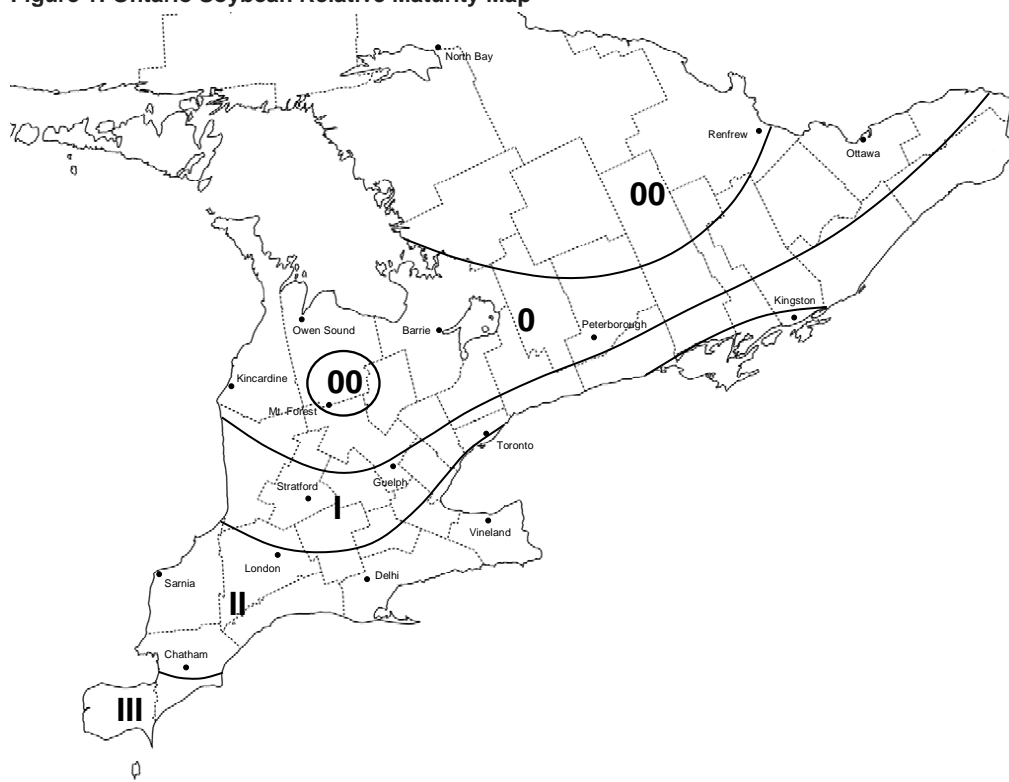 Figure 1. Ontario Soybean Relative Maturity Map
North Bay
Renfrew
Ottawa
00
Kingston
Owen Sound
Barrie
0
Peterborough
Kincardine
00
Mt. Forest
Toronto
Guelph
Stratford
I
Vineland
London
Sarnia
Delhi
II
Chatham
III